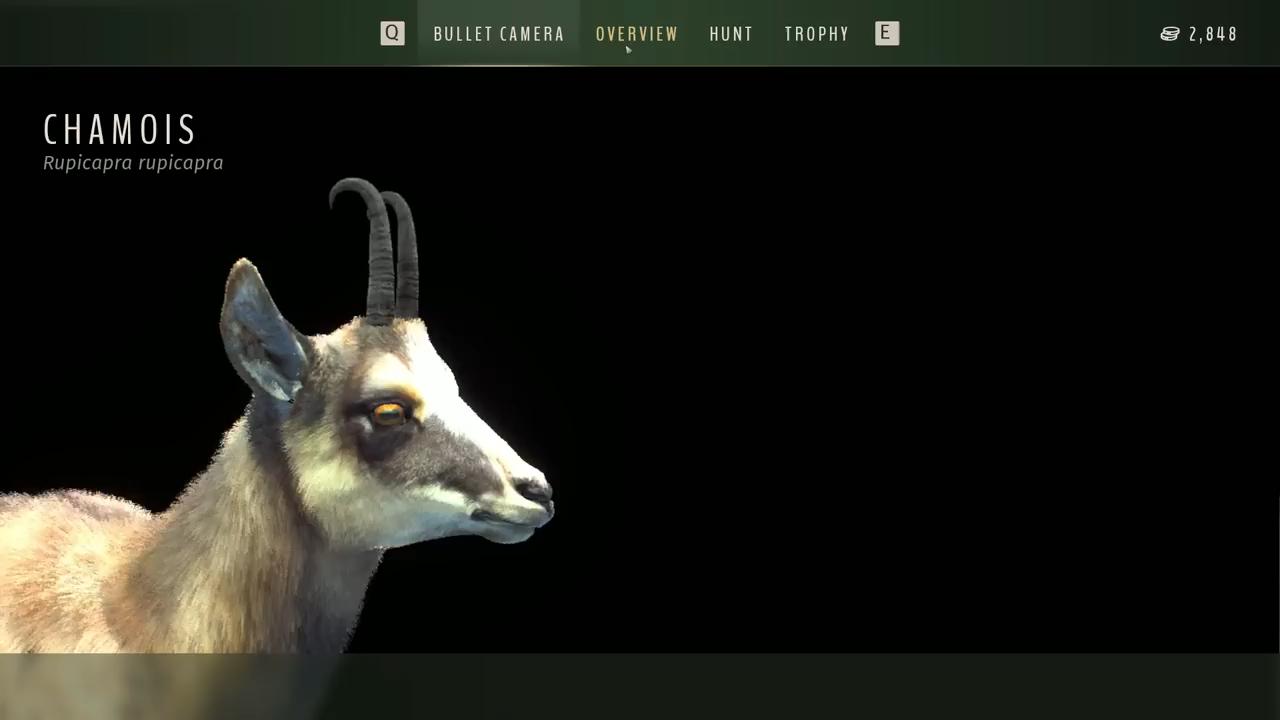 Q BULLET CAMERA OVERVIEW HUNT TROPHY E 2,848
CHAMOIS
Rupicapra rupicapra